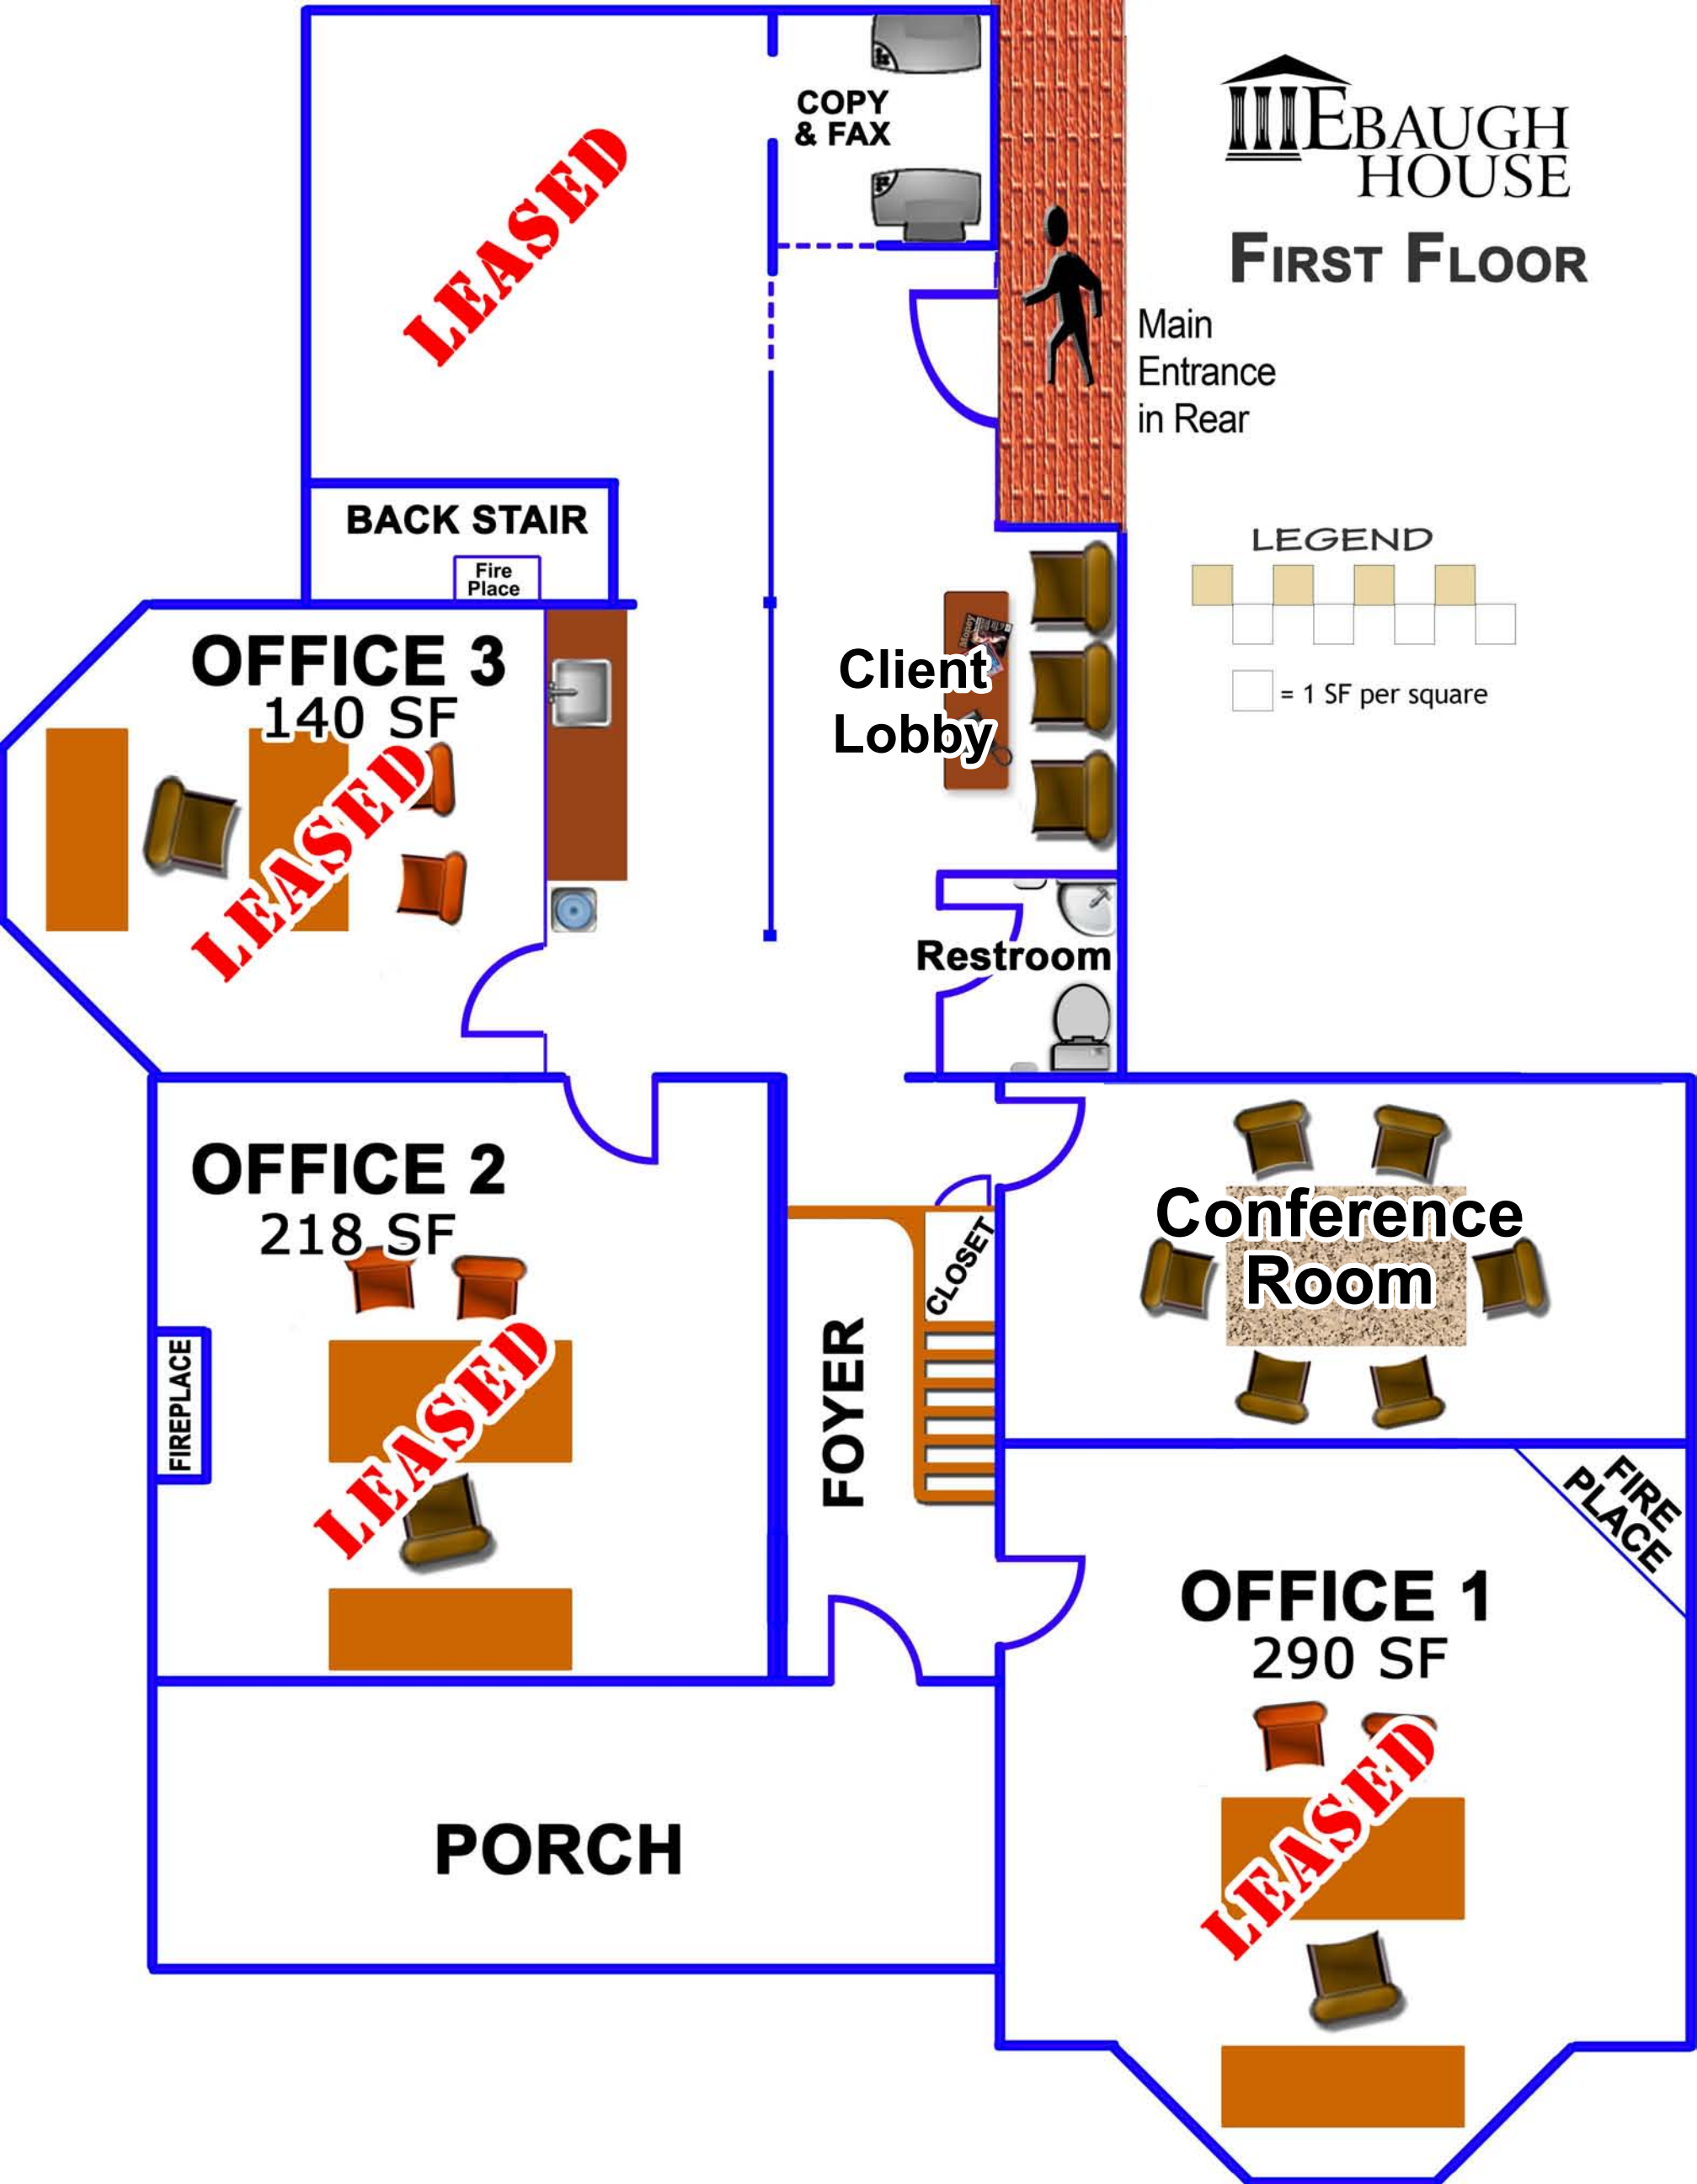 EBAUGH
HOUSE
FIRST FLOOR
COPY
& FAX
LEASED
Main
Entrance
in Rear
LEGEND
= 1 SF per square
BACK STAIR
Fire
Place
OFFICE 3
140 SF
LEASED
Money
Client
Lobby
Restroom
OFFICE 2
218 SF
LEASED
FIREPLACE
FOYER
CLOSET
Conference
Room
FIRE
PLACE
OFFICE 1
290 SF
LEASED
PORCH